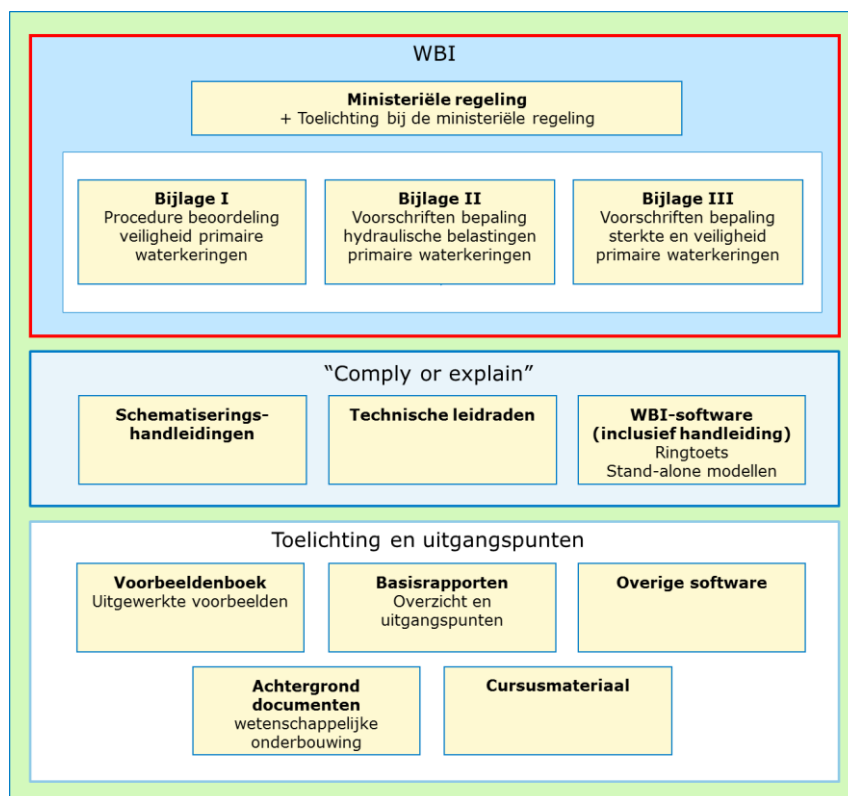 WBI
Ministeriële regeling
+ Toelichting bij de ministeriële regeling
Bijlage I
Procedure beoordeling
veiligheid primaire
waterkeringen
Bijlage II
Voorschriften bepaling
hydraulische belastingen
primaire waterkeringen
Bijlage III
Voorschriften bepaling
sterkte en veiligheid
primaire waterkeringen
“Comply or explain”
Schematiserings-
handleidingen
Technische leidraden
WBI-software
(inclusief handleiding)
Ringtoets
Stand-alone modellen
Toelichting en uitgangspunten
Voorbeeldenboek
Uitgewerkte voorbeelden
Basisrapporten
Overzicht en
uitgangspunten
Overige software
Achtergrond
documenten
wetenschappelijke
onderbouwing
Cursusmateriaal